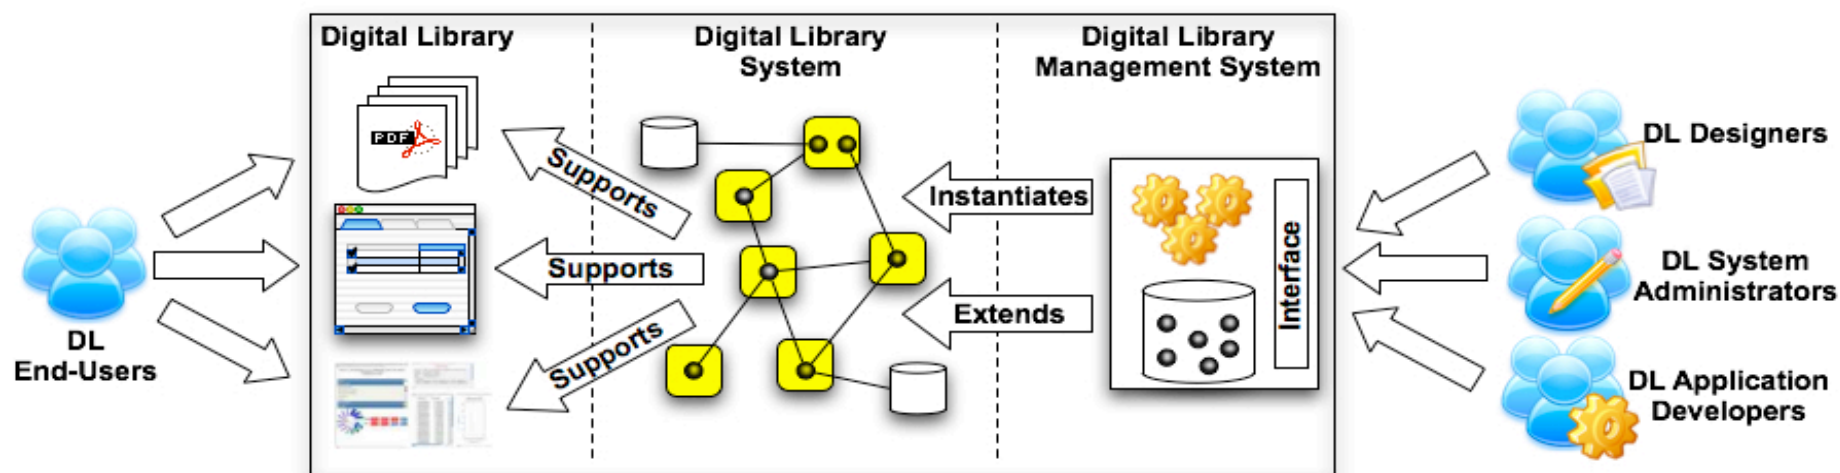 Digital Library
Digital Library
System
Digital Library
Management System
PDF
Supports
Supports
Supports
Instantiates
Extends
Interface
DL
End-Users
DL Designers
DL System
Administrators
DL Application
Developers